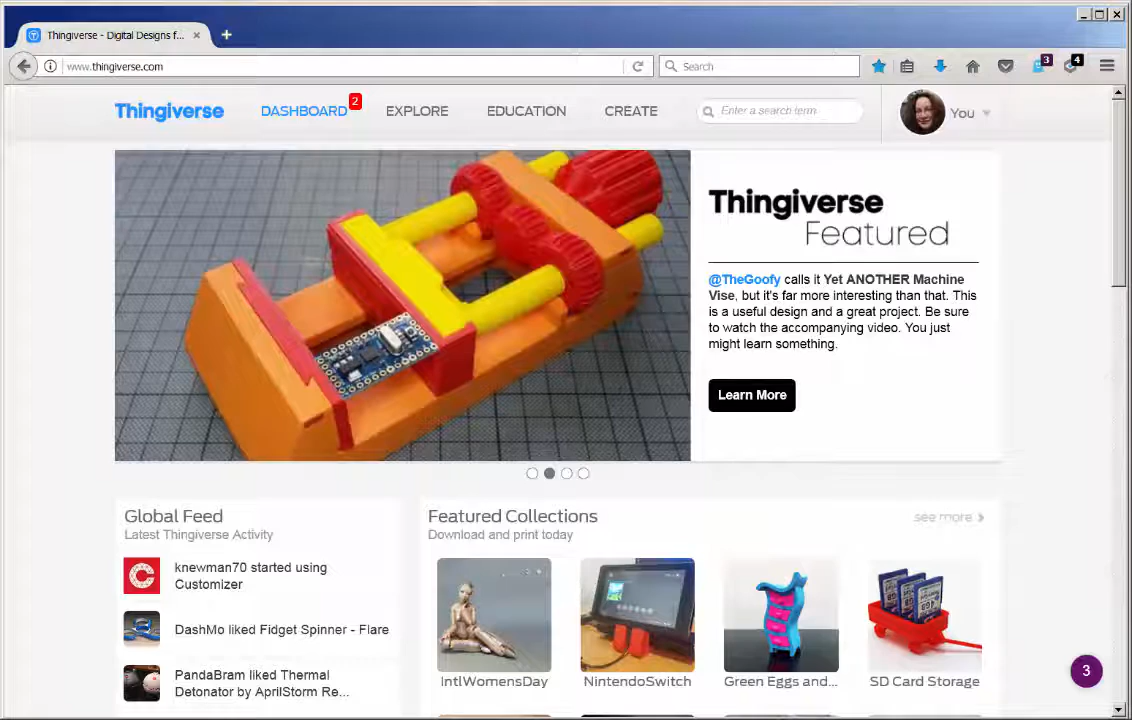 Thingiverse - Digital Designs f...
www.thingiverse.com
Search
3
4
Thingiverse
DASHBOARD
2
EXPLORE
EDUCATION
CREATE
Enter a search term
You
Thingiverse
Featured
@TheGoofy calls it Yet ANOTHER Machine
Vise, but it's far more interesting than that. This
is a useful design and a great project. Be sure
to watch the accompanying video. You just
might learn something.
Learn More
Global Feed
Latest Thingiverse Activity
knewman70 started using
Customizer
DashMo liked Fidget Spinner - Flare
PandaBram liked Thermal
Detonator by AprilStorm Re...
Featured Collections
Download and print today
see more
IntlWomensDay
NintendoSwitch
Green Eggs and...
SD Card Storage
3